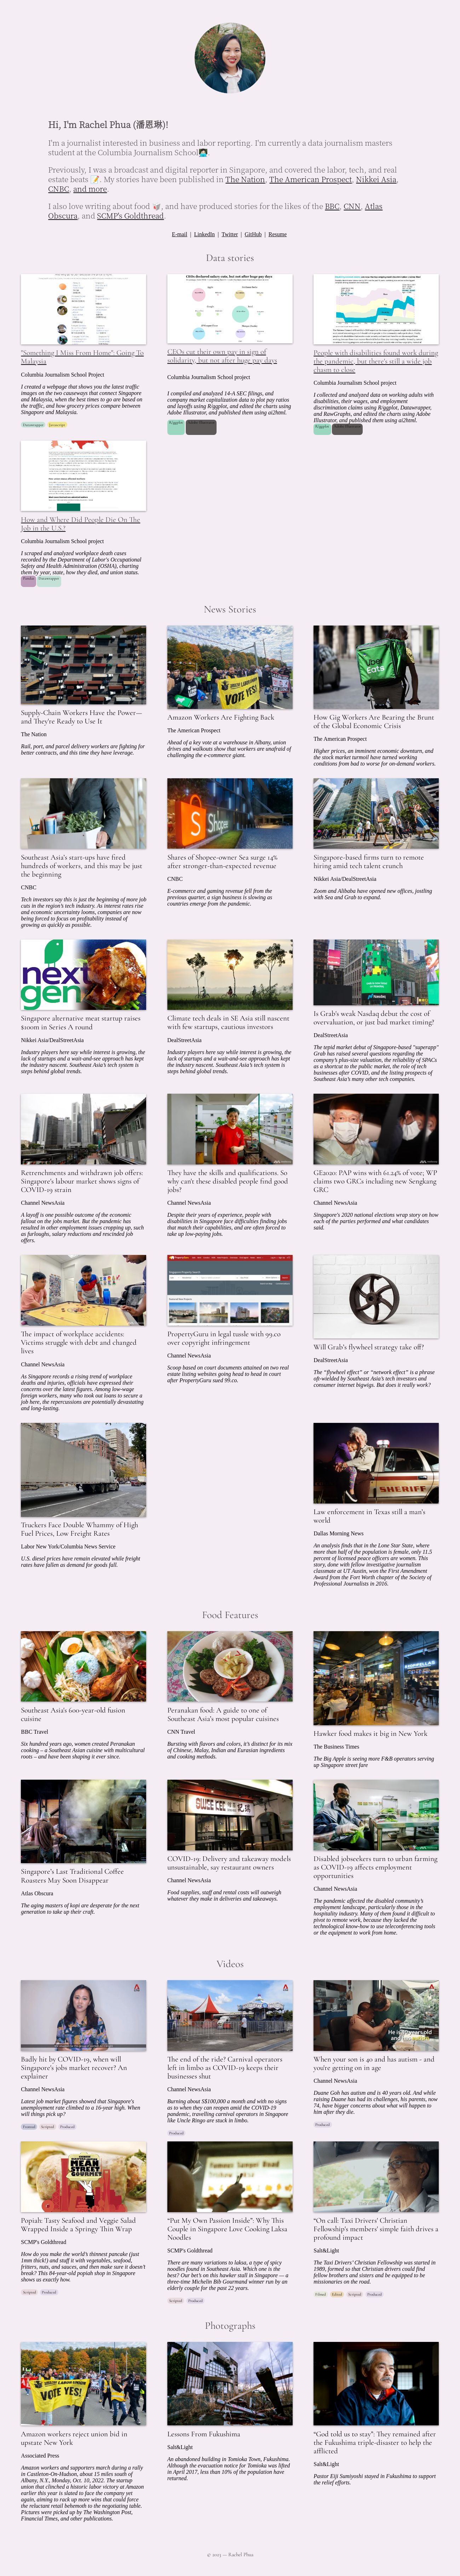 Hi, I'm Rachel Phua (潘恩琳)!
I'm a journalist interested in business and labor reporting. I'm currently a data journalism masters
student at the Columbia Journalism School
Previously, I was a broadcast and digital reporter in Singapore, and covered the labor, tech, and real
estate beats 📝. My stories have been published in The Nation, The American Prospect, Nikkei Asia,
CNBC, and more.
I also love writing about food 🥡, and have produced stories for the likes of the BBC, CNN, Atlas
Obscura, and SCMP's Goldthread.
E-mail | LinkedIn | Twitter | GitHub | Resume
Data stories
"Something I Miss From Home": Going To
Malaysia
Columbia Journalism School Project
I created a webpage that compiles the latest traffic
images on the two causeways that connect Singapore
and Malaysia, when the best times to go are based on
the traffic, and how grocery prices compare between
Singapore and Malaysia.
Datawrapper Javascript
CEOs cut their own pay in sign of
solidarity, but not after huge pay days
Columbia Journalism School project
I compiled and analyzed 14-A SEC filings, and
company market capitalization data to plot pay ratios
and layoffs using R/ggplot, and edited the charts using
Adobe Illustrator, and published them using ai2html.
R/ggplot Adobe Illustrator
People with disabilities found work during
the pandemic, but there's still a wide job
chasm to close
Columbia Journalism School project
I collected and analyzed data on working adults with
disabilities, their wages, and employment
discrimination claims using R/ggplot, Datawrapper,
and RawGraphs, and edited the charts using Adobe
Illustrator, and published them using ai2html.
R/ggplot Adobe Illustrator
How and Where Did People Die On The
Job in the U.S.?
Columbia Journalism School project
I scraped and analyzed workplace death cases
recorded by the Department of Labor's Occupational
Safety and Health Administration (OSHA), charting
them by year, state, how they died, and union status.
Pandas Datawrapper
News Stories
Supply-Chain Workers Have the Power—
and They're Ready to Use It
The Nation
Rail, port, and parcel delivery workers are fighting for
better contracts, and this time they have leverage.
VOTE YES!
Amazon Workers Are Fighting Back
The American Prospect
Ahead of a key vote at a warehouse in Albany, union
drives and walkouts show that workers are unafraid of
challenging the e-commerce giant.
Uber
Eats
How Gig Workers Are Bearing the Brunt
of the Global Economic Crisis
The American Prospect
Higher prices, an imminent economic downturn, and
the stock market turmoil have turned working
conditions from bad to worse for on-demand workers.
Southeast Asia's start-ups have fired
hundreds of workers, and this may be just
the beginning
CNBC
Tech investors say this is just the beginning of more job
cuts in the region's tech industry. As interest rates rise
and economic uncertainty looms, companies are now
being forced to focus on profitability instead of
growing as quickly as possible.
Shopee
Shares of Shopee-owner Sea surge 14%
after stronger-than-expected revenue
CNBC
E-commerce and gaming revenue fell from the
previous quarter, a sign business is slowing as
countries emerge from the pandemic.
Singapore-based firms turn to remote
hiring amid tech talent crunch
Nikkei Asia/DealStreetAsia
Zoom and Alibaba have opened new offices, jostling
with Sea and Grab to expand.
next
gen
Singapore alternative meat startup raises
$100m in Series A round
Nikkei Asia/DealStreetAsia
Industry players here say while interest is growing, the
lack of startups and a wait-and-see approach has kept
the industry nascent. Southeast Asia's tech system is
steps behind global trends.
Climate tech deals in SE Asia still nascent
with few startups, cautious investors
DealStreetAsia
Industry players here say while interest is growing, the
lack of startups and a wait-and-see approach has kept
the industry nascent. Southeast Asia's tech system is
steps behind global trends.
Is Grab's weak Nasdaq debut the cost of
overvaluation, or just bad market timing?
DealStreetAsia
The tepid market debut of Singapore-based "superapp"
Grab has raised several questions regarding the
company's plus-size valuation, the reliability of SPACs
as a shortcut to the public market, the role of tech
businesses after COVID, and the listing prospects of
Southeast Asia's many other tech companies.
Retrenchments and withdrawn job offers:
Singapore's labour market shows signs of
COVID-19 strain
Channel NewsAsia
A layoff is one possible outcome of the economic
fallout on the jobs market. But the pandemic has
resulted in other employment issues cropping up, such
as furloughs, salary reductions and rescinded job
offers.
They have the skills and qualifications. So
why can't these disabled people find good
jobs?
Channel NewsAsia
Despite their years of experience, people with
disabilities in Singapore face difficulties finding jobs
that match their capabilities, and are often forced to
take up low-paying jobs.
GE2020: PAP wins with 61.24% of vote; WP
claims two GRCs including new Sengkang
GRC
Channel NewsAsia
Singapore's 2020 national elections wrap story on how
each of the parties performed and what candidates
said.
The impact of workplace accidents:
Victims struggle with debt and changed
lives
Channel NewsAsia
As Singapore records a rising trend of workplace
deaths and injuries, officials have expressed their
concerns over the latest figures. Among low-wage
foreign workers, many who took out loans to secure a
job here, the repercussions are potentially devastating
and long-lasting.
PropertyGuru in legal tussle with 99.co
over copyright infringement
Channel NewsAsia
Scoop based on court documents attained on two real
estate listing websites going head to head in court
after PropertyGuru sued 99.co.
Will Grab's flywheel strategy take off?
DealStreetAsia
The "flywheel effect" or "network effect" is a phrase
oft-wielded by Southeast Asia's tech investors and
consumer internet bigwigs. But does it really work?
Truckers Face Double Whammy of High
Fuel Prices, Low Freight Rates
Labor New York/Columbia News Service
U.S. diesel prices have remain elevated while freight
rates have fallen as demand for goods fall.
SHERIFF
Law enforcement in Texas still a man's
world
Dallas Morning News
An analysis finds that in the Lone Star State, where
more than half of the population is female, only 11.5
percent of licensed peace officers are women. This
story, done with fellow investigative journalism
classmate at UT Austin, won the First Amendment
Award from the Fort Worth chapter of the Society of
Professional Journalists in 2016.
Food Features
Southeast Asia's 600-year-old fusion
cuisine
BBC Travel
Six hundred years ago, women created Peranakan
cooking – a Southeast Asian cuisine with multicultural
roots – and have been shaping it ever since.
Peranakan food: A guide to one of
Southeast Asia's most popular cuisines
CNN Travel
Bursting with flavors and colors, it's distinct for its mix
of Chinese, Malay, Indian and Eurasian ingredients
and cooking methods.
Hawker food makes it big in New York
The Business Times
The Big Apple is seeing more F&B operators serving
up Singapore street fare
Singapore's Last Traditional Coffee
Roasters May Soon Disappear
Atlas Obscura
The aging masters of kopi are desperate for the next
generation to take up their craft.
SWEE KEE
COVID-19: Delivery and takeaway models
unsustainable, say restaurant owners
Channel NewsAsia
Food supplies, staff and rental costs still outweigh
whatever they make in deliveries and takeaways.
Disabled jobseekers turn to urban farming
as COVID-19 affects employment
opportunities
Channel NewsAsia
The pandemic affected the disabled community's
employment landscape, particularly those in the
hospitality industry. Many of them found it difficult to
pivot to remote work, because they lacked the
technological know-how to use teleconferencing tools
or the equipment to work from home.
Videos
Badly hit by COVID-19, when will
Singapore's jobs market recover? An
explainer
Channel NewsAsia
Latest job market figures showed that Singapore's
unemployment rate climbed to a 16-year high. When
will things pick up?
Scripted Produced
The end of the ride? Carnival operators
left in limbo as COVID-19 keeps their
businesses shut
Channel NewsAsia
Burning about S$100,000 a month and with no signs
as to when they can reopen amid the COVID-19
pandemic, travelling carnival operators in Singapore
like Uncle Ringo are stuck in limbo.
Produced
When your son is 40 and has autism - and
you're getting on in age
Channel NewsAsia
Duane Goh has autism and is 40 years old. And while
raising Duane has had its challenges, his parents, now
74, have bigger concerns about what will happen to
him after they die.
Produced
MEAN
STREET
GOURMET
Popiah: Tasty Seafood and Veggie Salad
Wrapped Inside a Springy Thin Wrap
SCMP's Goldthread
How do you make the world's thinnest pancake (just
1mm thick!) and stuff it with vegetables, seafood,
fritters, nuts, and sauces, and then make sure it doesn't
break? This 84-year-old popiah shop in Singapore
shows us exactly how.
Scripted Produced
"Put My Own Passion Inside": Why This
Couple in Singapore Love Cooking Laksa
Noodles
SCMP's Goldthread
There are many variations to laksa, a type of spicy
noodles found in Southeast Asia. Which one is the
best? Our bet's on this hawker stall in Singapore — a
three-time Michelin Bib Gourmand winner run by an
elderly couple for the past 22 years.
Scripted Produced
"On call: Taxi Drivers' Christian
Fellowship's members' simple faith drives a
profound impact
Salt&Light
The Taxi Drivers' Christian Fellowship was started in
1989, formed so that Christian drivers could find
fellow brothers and sisters and be equipped to be
missionaries on the road.
Filmed Edited Scripted Produced
Photographs
VOTE YES!
Amazon workers reject union bid in
upstate New York
Associated Press
Amazon workers and supporters march during a rally
in Castleton-On-Hudson, about 15 miles south of
Albany, N.Y., Monday, Oct. 10, 2022. The startup
union that clinched a historic labor victory at Amazon
earlier this year is slated to face the company yet
again, aiming to rack up more wins that could force
the reluctant retail behemoth to the negotiating table.
Pictures were picked up by The Washington Post,
Financial Times, and other publications.
Lessons From Fukushima
Salt&Light
An abandoned building in Tomioka Town, Fukushima.
Although the evacuation notice for Tomioka was lifted
in April 2017, less than 10% of the population have
returned.
"God told us to stay": They remained after
the Fukushima triple-disaster to help the
afflicted
Salt&Light
Pastor Eiji Sumiyoshi stayed in Fukushima to support
the relief efforts.
© 2023 — Rachel Phua